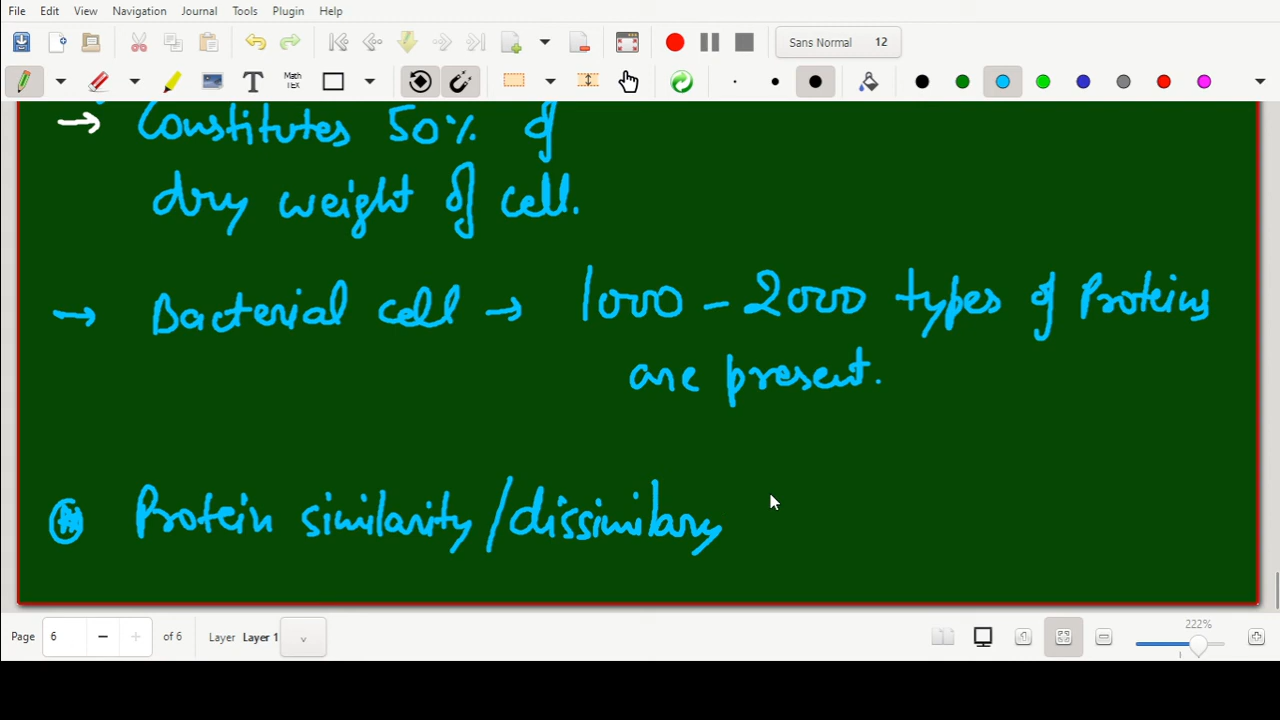 File Edit View Navigation Journal Tools Plugin Help
Sans Normal 12
Math TEX
→ Constitutes 50% of
dry weight of cell.
→ Bacterial cell → 1000 - 2000 types of Proteins
are present.
Protein similarity/dissimilary
Page 6 of 6 Layer Layer 1 222%